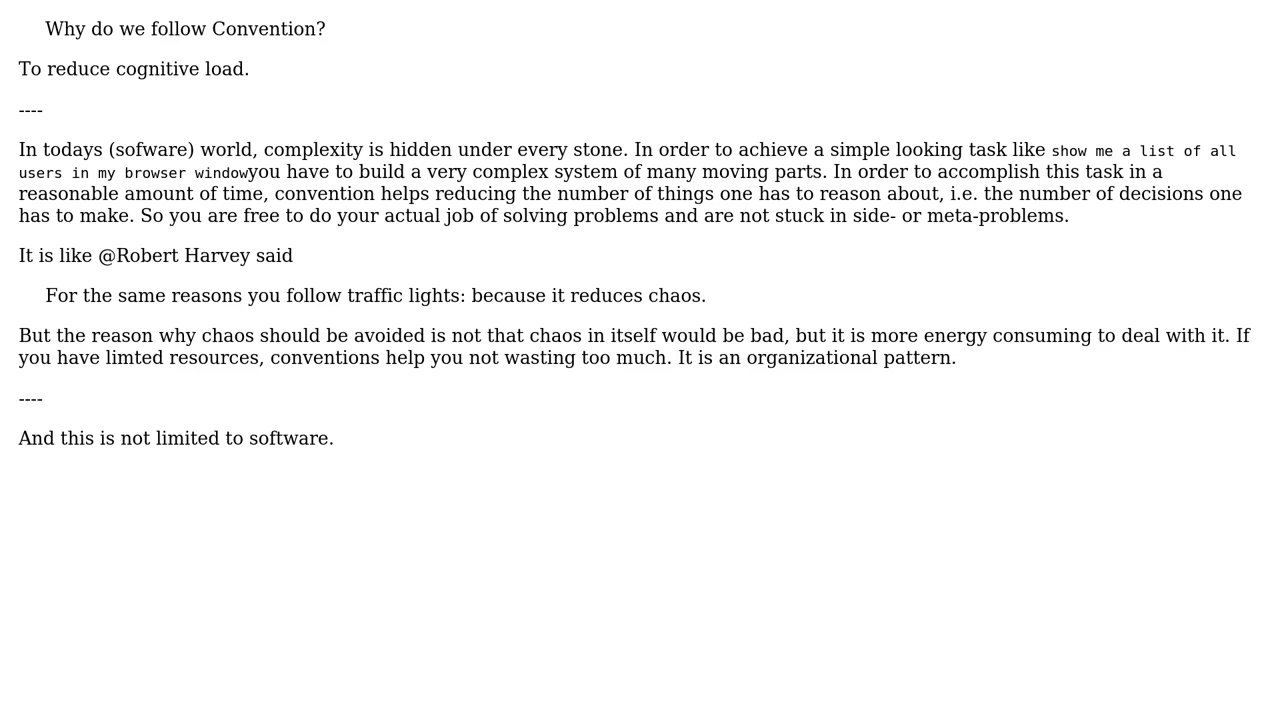 Why do we follow Convention?
To reduce cognitive load.
----
In todays (sofware) world, complexity is hidden under every stone. In order to achieve a simple looking task like show me a list of all
users in my browser windowyou have to build a very complex system of many moving parts. In order to accomplish this task in a
reasonable amount of time, convention helps reducing the number of things one has to reason about, i.e. the number of decisions one
has to make. So you are free to do your actual job of solving problems and are not stuck in side- or meta-problems.
It is like @Robert Harvey said
For the same reasons you follow traffic lights: because it reduces chaos.
But the reason why chaos should be avoided is not that chaos in itself would be bad, but it is more energy consuming to deal with it. If
you have limted resources, conventions help you not wasting too much. It is an organizational pattern.
----
And this is not limited to software.